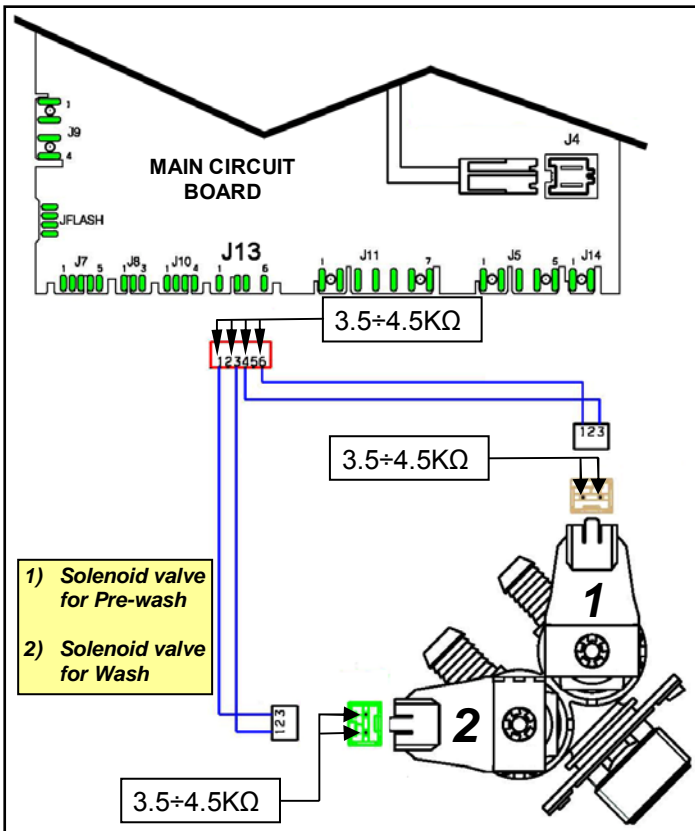 MAIN CIRCUIT
BOARD
1
J9
4
JFLASH
J4
J7
1 5
J8
1 3
J10
1 4
J13
1 6
J11
1 7
J5
1 5
J14
1
3.5÷4.5KΩ
123456
123
3.5÷4.5KΩ
1
1) Solenoid valve
for Pre-wash
2) Solenoid valve
for Wash
123
2
3.5÷4.5KΩ